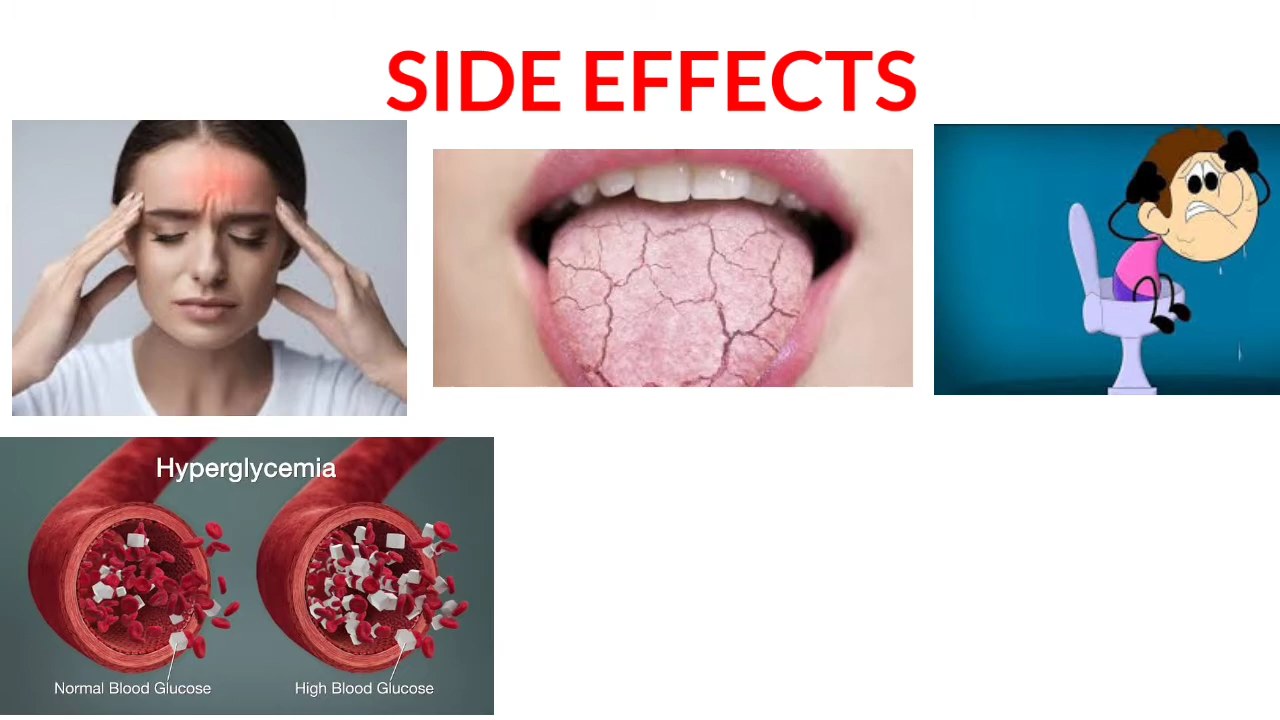 SIDE EFFECTS
Hyperglycemia
Normal Blood Glucose
High Blood Glucose